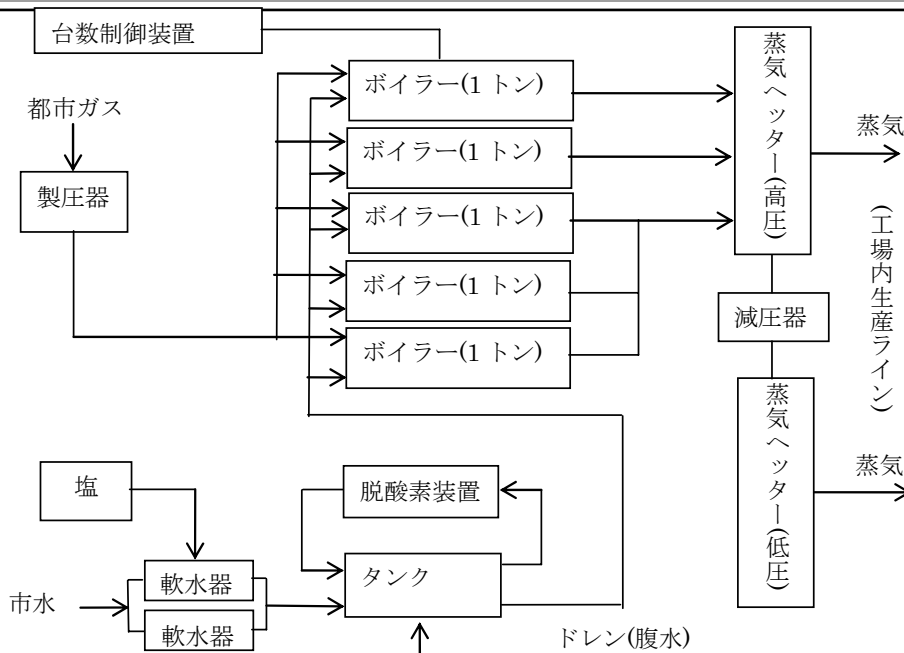 台数制御装置
都市ガス
製圧器
ボイラー(1 トン)
ボイラー(1 トン)
ボイラー(1 トン)
ボイラー(1 トン)
ボイラー(1 トン)
蒸気ヘッター(高圧)
蒸気
(工場内生産ライン)
減圧器
蒸気ヘッター(低圧)
蒸気
塩
脱酸素装置
市水
軟水器
軟水器
タンク
ドレン(腹水)